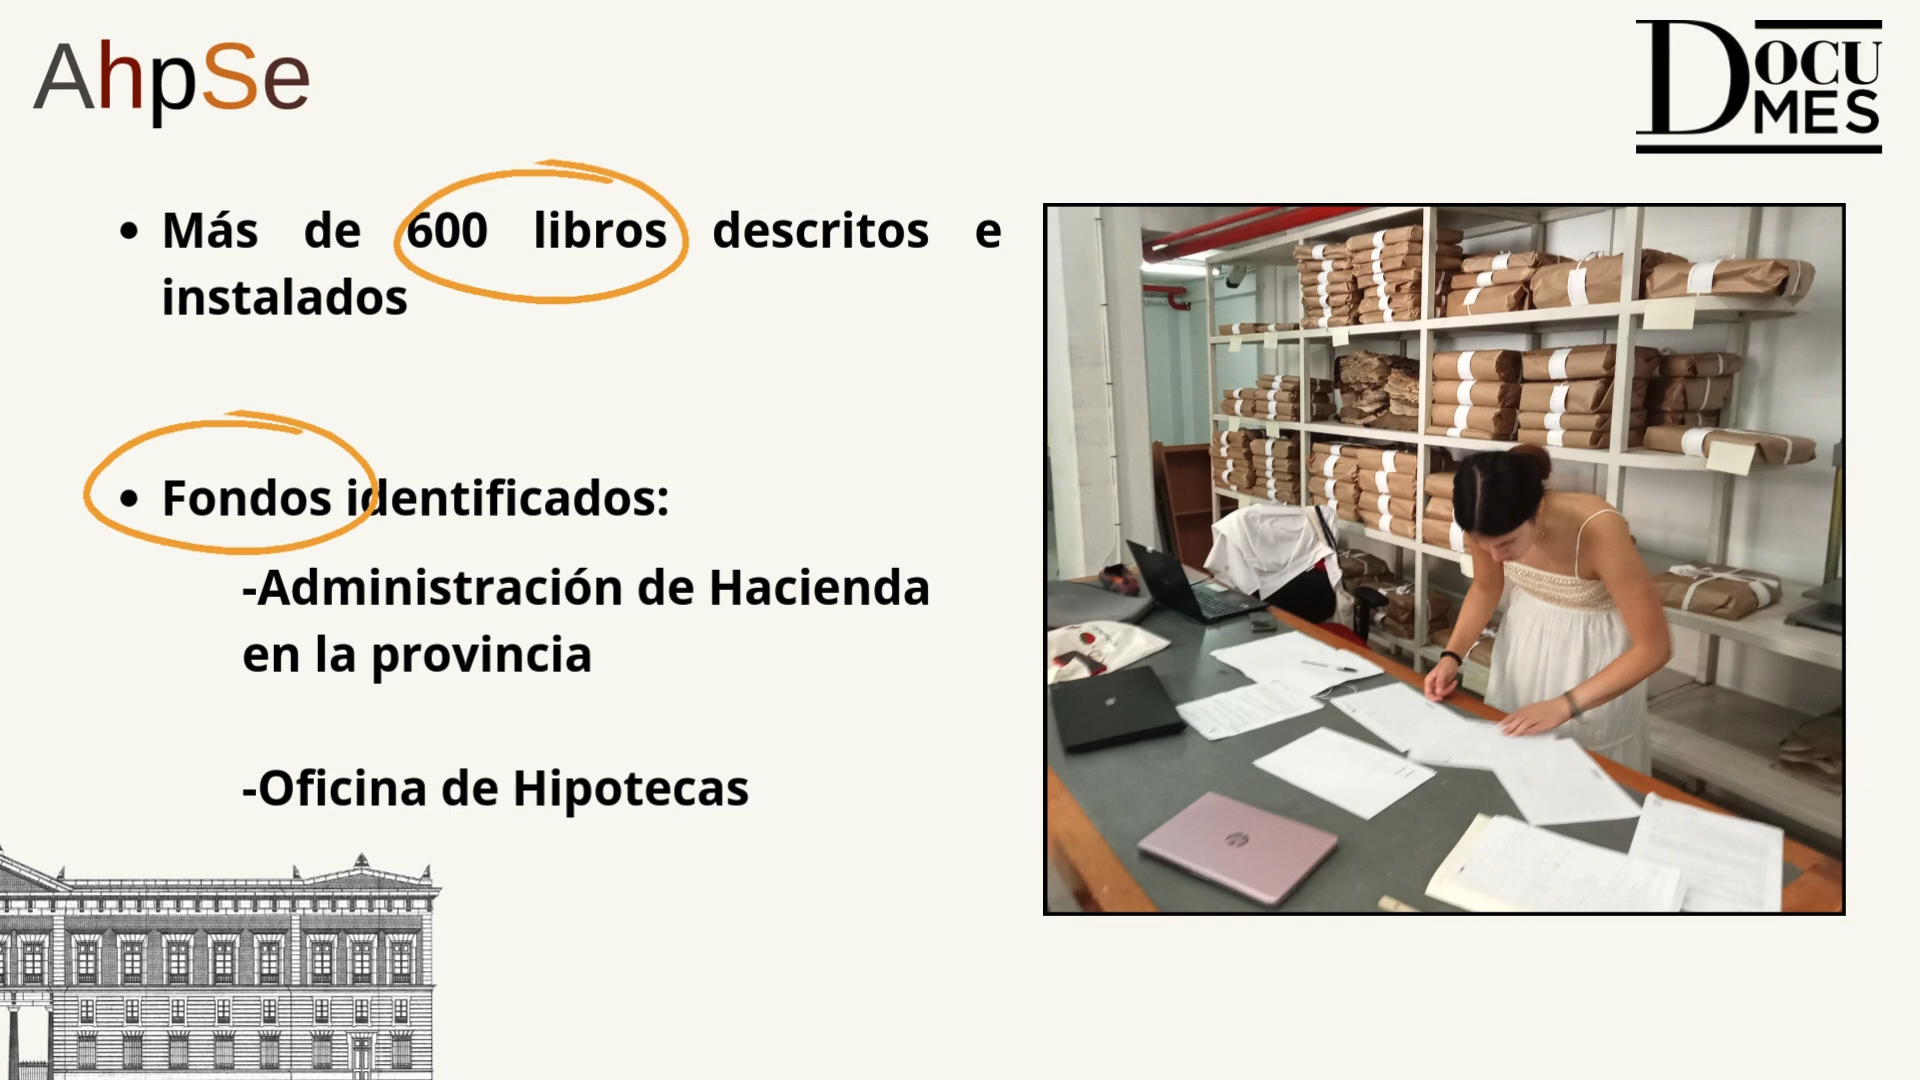 AhpSe
DOCU
MES
• Más de 600 libros descritos e
instalados
• Fondos identificados:
-Administración de Hacienda
en la provincia
-Oficina de Hipotecas